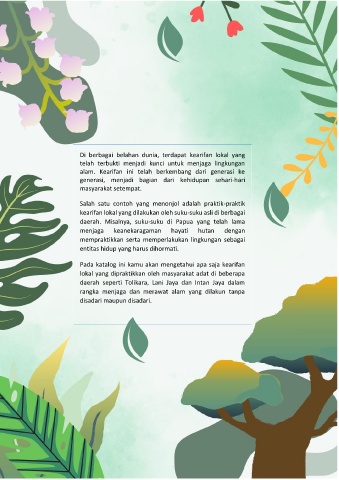 Di berbagai belahan dunia, terdapat kearifan lokal yang
telah terbukti menjadi kunci untuk menjaga lingkungan
alam. Kearifan ini telah berkembang dari generasi ke
generasi, menjadi bagian dari kehidupan sehari-hari
masyarakat setempat.
Salah satu contoh yang menonjol adalah praktik-praktik
kearifan lokal yang dilakukan oleh suku-suku asli di berbagai
daerah. Misalnya, suku-suku di Papua yang telah lama
menjaga keanekaragaman hayati hutan dengan
mempraktikkan serta memperlakukan lingkungan sebagai
entitas hidup yang harus dihormati.
Pada katalog ini kamu akan mengetahui apa saja kearifan
lokal yang dipraktikkan oleh masyarakat adat di beberapa
daerah seperti Tolikara, Lani Jaya dan Intan Jaya dalam
rangka menjaga dan merawat alam yang dilakun tanpa
disadari maupun disadari.